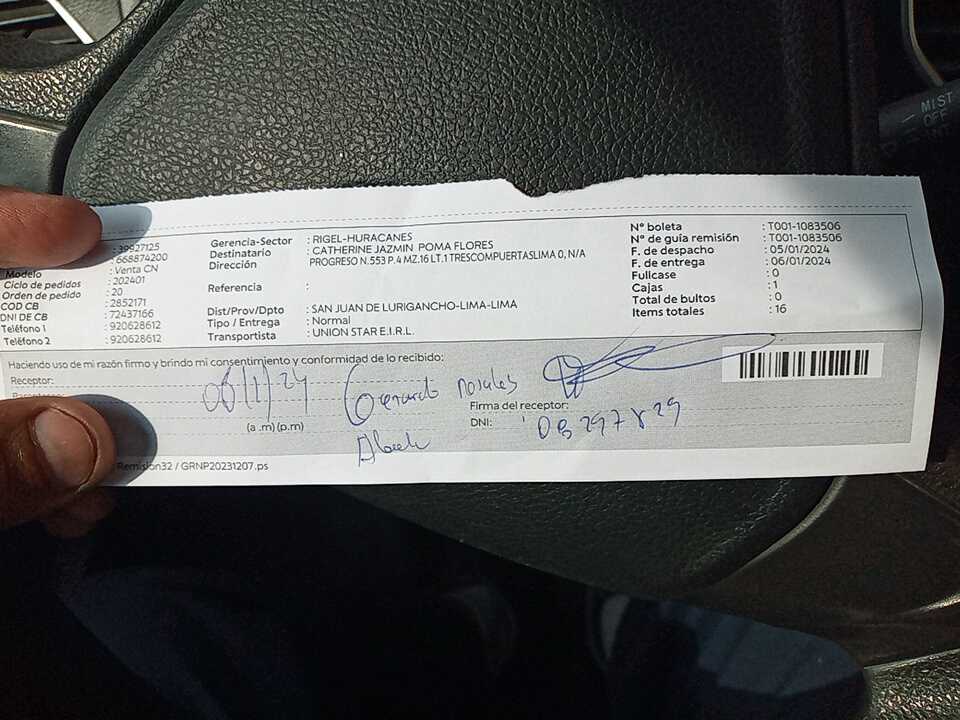 : 39927125
: 668874200
Modelo : Venta CN
Ciclo de pedidos : 202401
Orden de pedido : 20
COD CB : 2852171
DNI DE CB : 72437166
Teléfono 1 : 920628612
Teléfono 2 : 920628612
Gerencia-Sector : RIGEL-HURACANES
Destinatario : CATHERINE JAZMIN POMA FLORES
Dirección PROGRESO N.553 P.4 MZ.16 LT.1 TRESCOMPUERTASLIMA 0, N/A
Referencia :
Dist/Prov/Dpto : SAN JUAN DE LURIGANCHO-LIMA-LIMA
Tipo / Entrega : Normal
Transportista : UNION STAR E.I.R.L.
N° boleta : T001-1083506
N° de guia remisión : T001-1083506
F. de despacho : 05/01/2024
F. de entrega : 06/01/2024
Fullcase : 0
Cajas : 1
Total de bultos : 0
Items totales : 16
Haciendo uso de mi razón firmo y brindo mi consentimiento y conformidad de lo recibido:
Receptor:
06/1/24
Gerardo Morales
(a .m) (p.m)
Firma del receptor:
DNI:
Remision32 / GRNP20231207.ps
MIST
OFF